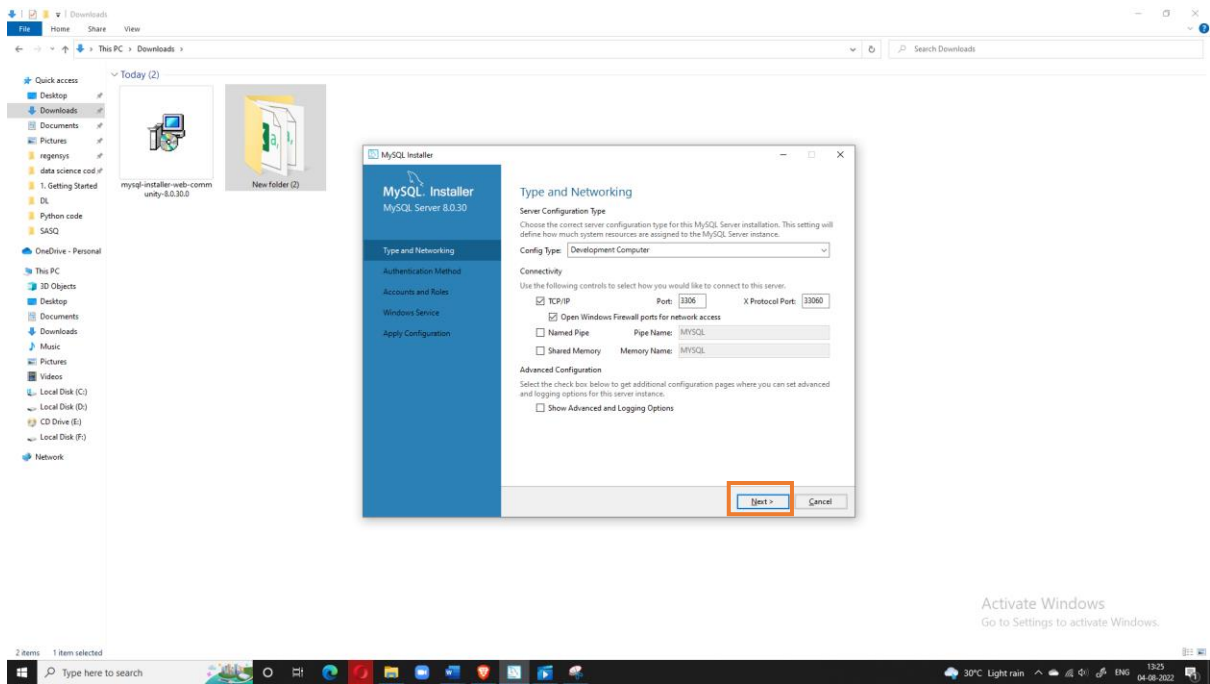 Downloads
File Home Share View
This PC › Downloads ›
Search Downloads
Quick access
Desktop
Downloads
Documents
Pictures
regensys
data science cod
1. Getting Started
DL
Python code
SASQ
OneDrive - Personal
This PC
3D Objects
Desktop
Documents
Downloads
Music
Pictures
Videos
Local Disk (C:)
Local Disk (D:)
CD Drive (E:)
Local Disk (F:)
Network
Today (2)
mysql-installer-web-comm
unity-8.0.30.0
New folder (2)
MySQL Installer
MySQL. Installer
MySQL Server 8.0.30
Type and Networking
Authentication Method
Accounts and Roles
Windows Service
Apply Configuration
Type and Networking
Server Configuration Type
Choose the correct server configuration type for this MySQL Server installation. This setting will
define how much system resources are assigned to the MySQL Server instance.
Config Type: Development Computer
Connectivity
Use the following controls to select how you would like to connect to this server.
TCP/IP Port: 3306 X Protocol Port: 33060
Open Windows Firewall ports for network access
Named Pipe Pipe Name: MYSQL
Shared Memory Memory Name: MYSQL
Advanced Configuration
Select the check box below to get additional configuration pages where you can set advanced
and logging options for this server instance.
Show Advanced and Logging Options
Next > Cancel
Activate Windows
Go to Settings to activate Windows.
2 items 1 item selected
Type here to search
30°C Light rain ENG
13:25
04-08-2022